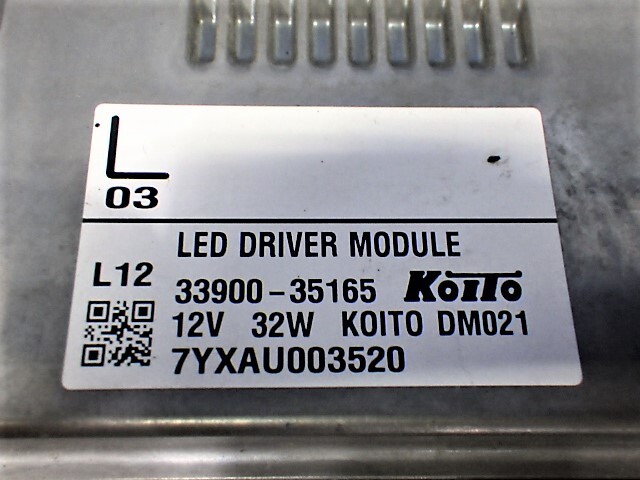 L
03
LED DRIVER MODULE
L12
33900-35165 KOITO
12V 32W KOITO DM021
7YXAU003520